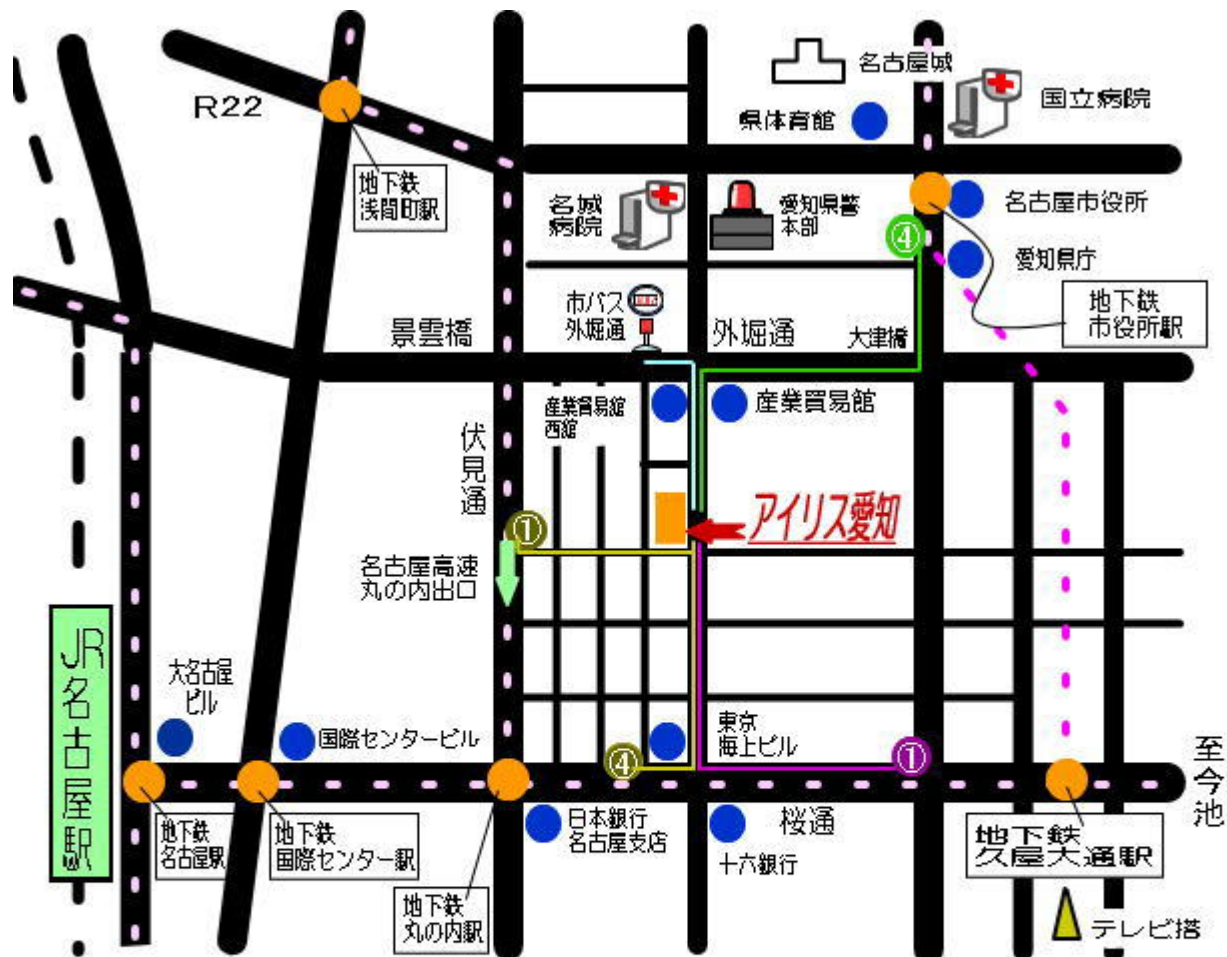 名古屋城
国立病院
R22
県体育館
地下鉄
浅間町駅
名城
病院
愛知県警
本部
名古屋市役所
④
愛知県庁
市バス
外堀通
地下鉄
市役所駅
景雲橋
外堀通
大津橋
産業貿易館
西館
産業貿易館
伏見通
アイリス愛知
①
名古屋高速
丸の内出口
JR名古屋駅
大名古屋
ビル
国際センタービル
東京
海上ビル
④
①
至今池
地下鉄
名古屋駅
地下鉄
国際センター駅
日本銀行
名古屋支店
桜通
十六銀行
地下鉄
久屋大通駅
地下鉄
丸の内駅
テレビ搭